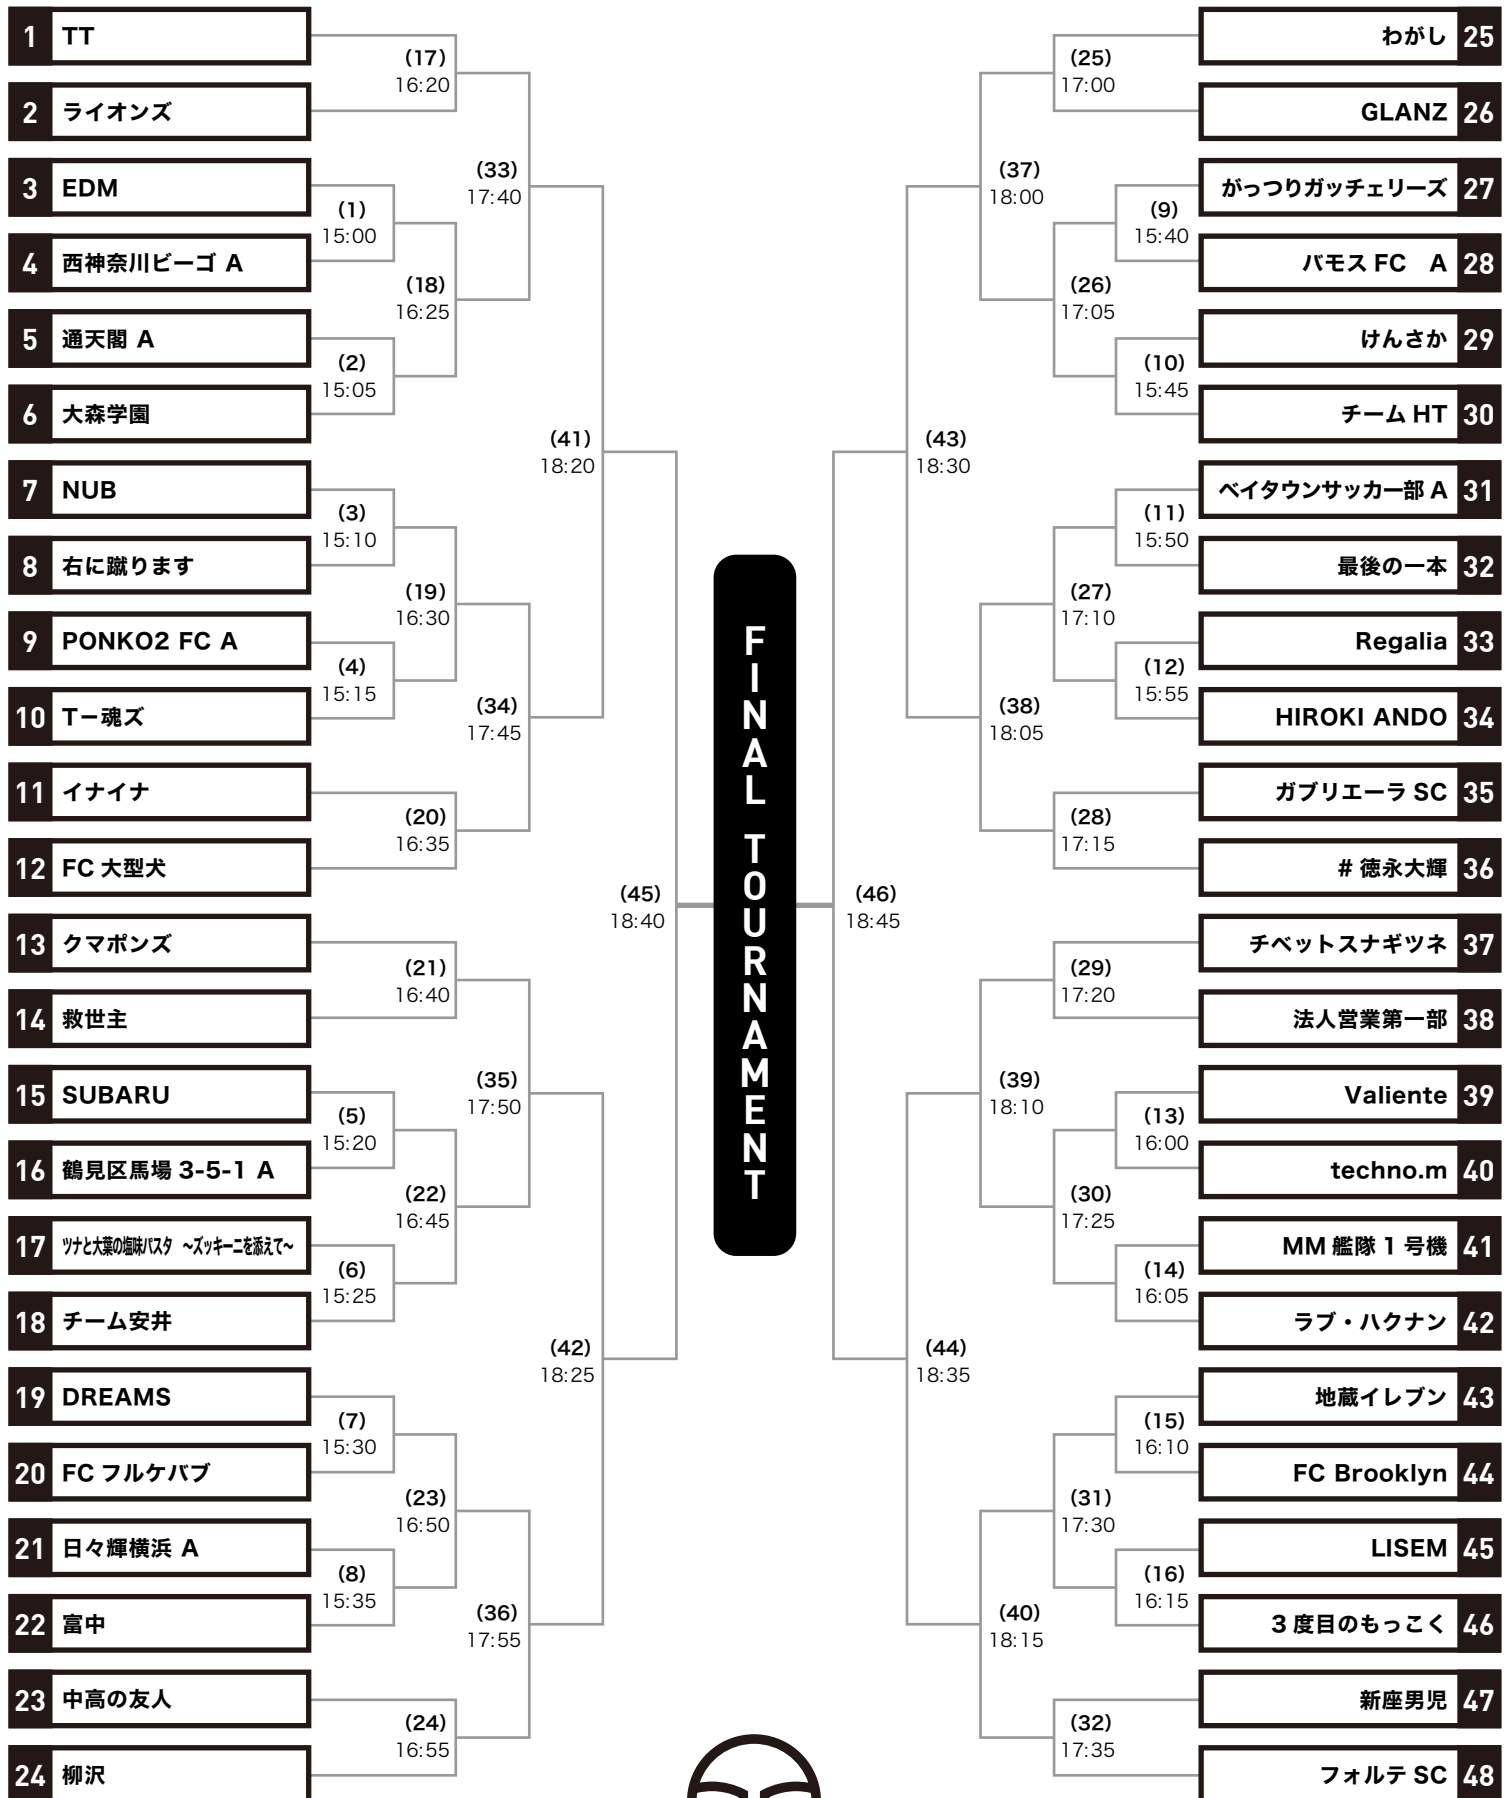 1 TT
2 ライオンズ
3 EDM
4 西神奈川ビーゴ A
5 通天閣 A
6 大森学園
7 NUB
8 右に蹴ります
9 PONKO2 FC A
10 T－魂ズ
11 イナイナ
12 FC 大型犬
13 クマポンズ
14 救世主
15 SUBARU
16 鶴見区馬場 3-5-1 A
17 ツナと大葉の塩味パスタ ～ズッキーニを添えて～
18 チーム安井
19 DREAMS
20 FC フルケバブ
21 日々輝横浜 A
22 富中
23 中高の友人
24 柳沢
(1)
15:00
(2)
15:05
(3)
15:10
(4)
15:15
(5)
15:20
(6)
15:25
(7)
15:30
(8)
15:35
(17)
16:20
(18)
16:25
(19)
16:30
(20)
16:35
(21)
16:40
(22)
16:45
(23)
16:50
(24)
16:55
(33)
17:40
(34)
17:45
(35)
17:50
(36)
17:55
(41)
18:20
(42)
18:25
(45)
18:40
FINAL TOURNAMENT
(46)
18:45
(43)
18:30
(44)
18:35
(37)
18:00
(38)
18:05
(39)
18:10
(40)
18:15
(25)
17:00
(26)
17:05
(27)
17:10
(28)
17:15
(29)
17:20
(30)
17:25
(31)
17:30
(32)
17:35
(9)
15:40
(10)
15:45
(11)
15:50
(12)
15:55
(13)
16:00
(14)
16:05
(15)
16:10
(16)
16:15
わがし 25
GLANZ 26
がっつりガッチェリーズ 27
バモス FC　A 28
けんさか 29
チーム HT 30
ベイタウンサッカー部 A 31
最後の一本 32
Regalia 33
HIROKI ANDO 34
ガブリエーラ SC 35
# 徳永大輝 36
チベットスナギツネ 37
法人営業第一部 38
Valiente 39
techno.m 40
MM 艦隊 1 号機 41
ラブ・ハクナン 42
地蔵イレブン 43
FC Brooklyn 44
LISEM 45
3 度目のもっこく 46
新座男児 47
フォルテ SC 48